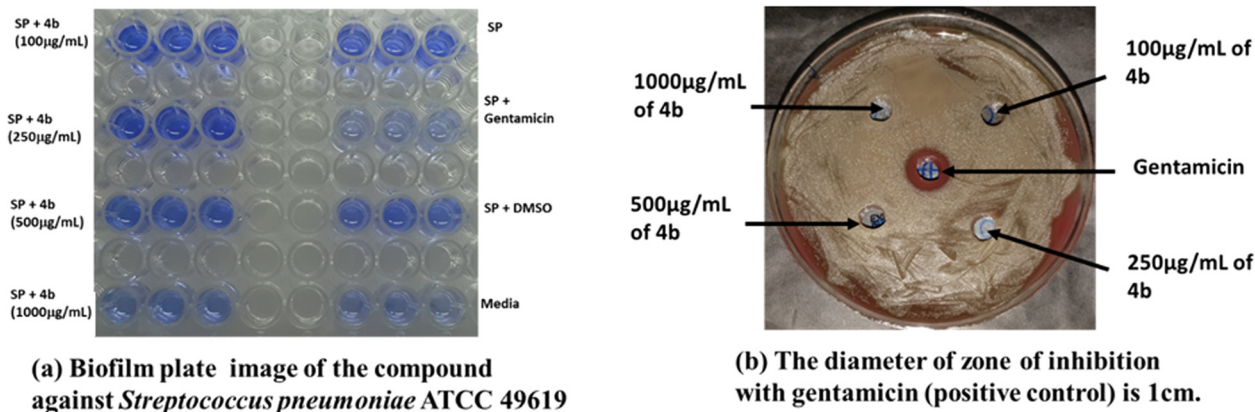 SP + 4b
(100µg/mL)
SP
SP + 4b
(250µg/mL)
SP +
Gentamicin
SP + 4b
(500µg/mL)
SP + DMSO
SP + 4b
(1000µg/mL)
Media
(a) Biofilm plate image of the compound
against Streptococcus pneumoniae ATCC 49619
1000µg/mL
of 4b
100µg/mL of
4b
Gentamicin
500µg/mL
of 4b
250µg/mL of
4b
(b) The diameter of zone of inhibition
with gentamicin (positive control) is 1cm.